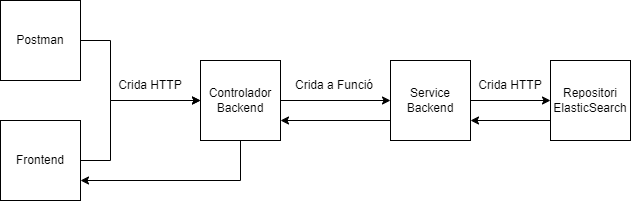 Postman
Frontend
Crida HTTP
Controlador
Backend
Crida a Funció
Service
Backend
Crida HTTP
Repositori
ElasticSearch